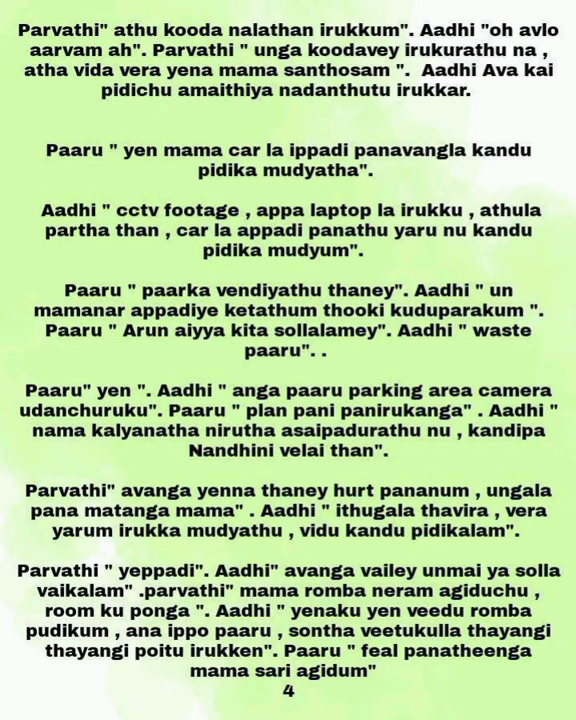 Parvathi" athu kooda nalathan irukkum". Aadhi "oh avlo
aarvam ah". Parvathi " unga koodavey irukurathu na ,
atha vida vera yena mama santhosam ".  Aadhi Ava kai
pidichu amaithiya nadanthutu irukkar.
Paaru " yen mama car la ippadi panavangla kandu
pidika mudyatha".
Aadhi " cctv footage , appa laptop la irukku , athula
partha than , car la appadi panathu yaru nu kandu
pidika mudyum".
Paaru " paarka vendiyathu thaney". Aadhi " un
mamanar appadiye ketathum thooki kuduparakum ".
Paaru " Arun aiyya kita sollalamey". Aadhi " waste
paaru". .
Paaru" yen ". Aadhi " anga paaru parking area camera
udanchuruku". Paaru " plan pani panirukanga" . Aadhi "
nama kalyanatha nirutha asaipadurathu nu , kandipa
Nandhini velai than".
Parvathi" avanga yenna thaney hurt pananum , ungala
pana matanga mama" . Aadhi " ithugala thavira , vera
yarum irukka mudyathu , vidu kandu pidikalam".
Parvathi " yeppadi". Aadhi" avanga vailey unmai ya solla
vaikalam" .parvathi" mama romba neram agiduchu ,
room ku ponga ". Aadhi " yenaku yen veedu romba
pudikum , ana ippo paaru , sontha veetukulla thayangi
thayangi poitu irukken". Paaru " feal panatheenga
mama sari agidum"
4